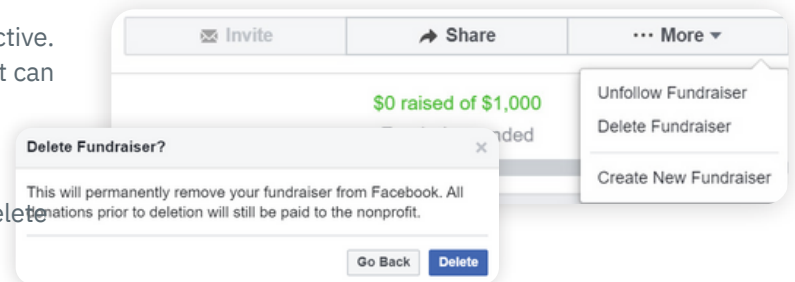 ctive.
t can
Invite
Share
··· More
$0 raised of $1,000
Unfollow Fundraiser
Delete Fundraiser
Create New Fundraiser
Delete Fundraiser?
×
This will permanently remove your fundraiser from Facebook. All
donations prior to deletion will still be paid to the nonprofit.
elete
Go Back
Delete